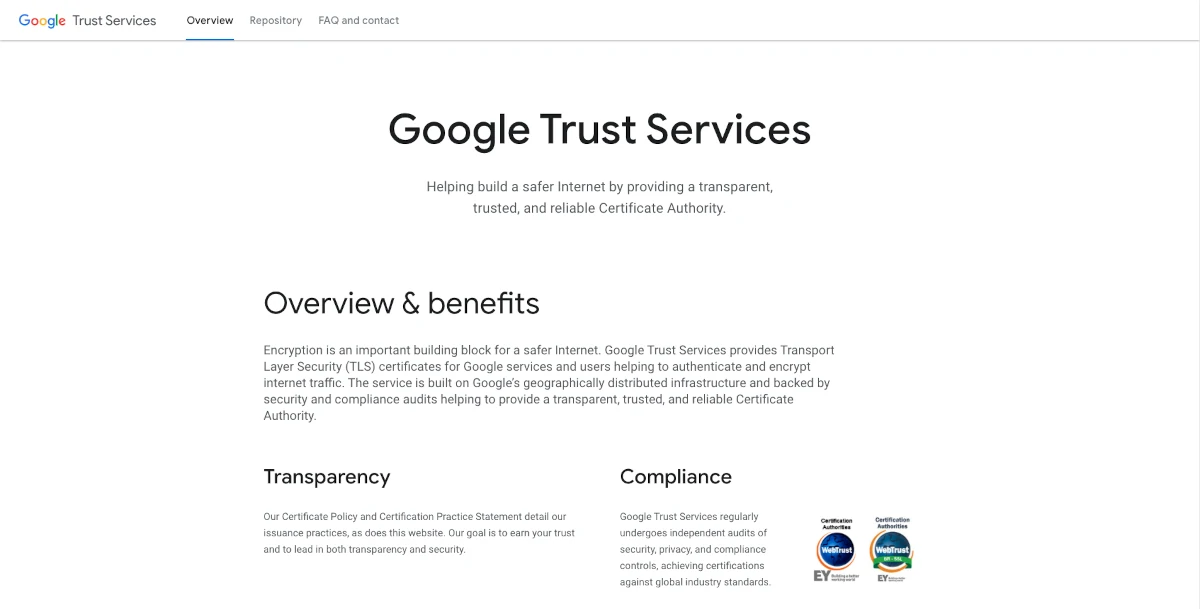 Google Trust Services Overview Repository FAQ and contact
Google Trust Services
Helping build a safer Internet by providing a transparent,
trusted, and reliable Certificate Authority.
Overview & benefits
Encryption is an important building block for a safer Internet. Google Trust Services provides Transport
Layer Security (TLS) certificates for Google services and users helping to authenticate and encrypt
internet traffic. The service is built on Google's geographically distributed infrastructure and backed by
security and compliance audits helping to provide a transparent, trusted, and reliable Certificate
Authority.
Transparency
Our Certificate Policy and Certification Practice Statement detail our
issuance practices, as does this website. Our goal is to earn your trust
and to lead in both transparency and security.
Compliance
Google Trust Services regularly
undergoes independent audits of
security, privacy, and compliance
controls, achieving certifications
against global industry standards.
Certification
Authorities
WebTrust
EY Building a better
working world
Certification
Authorities
WebTrust
EY